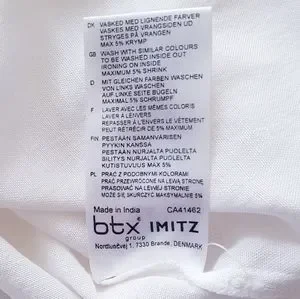 DK VASKED MED LIGNENDE FARVER
VASKES MED VRANGEN UD
STRYGES PÅ VRANGEN
MAX 5% KRYMP
GB WASH WITH SIMILAR COLOURS
TO BE WASHED INSIDE OUT
IRONING ON INSIDE
MAXIMUM 5% SHRINK
D MIT GLEICHEN FARBEN WASCHEN
VON LINKS WASCHEN
AUF LINKE SEITE BÜGELN
MAXIMAL 5% SCHRUMPF
F LAVER AVEC LES MÊMES COLORIS
LAVER A L'ENVERS
REPASSER À L'ENVERS LE VÊTEMENT
PEUT RÉTRÉCIR DE 5% MAXIMUM
FIN PESTÄÄN SAMANVÄRISEN
PYYKIN KANSSA
PESTÄÄN NURJALTA PUOLELTA
SILITYS NURJALTA PUOLELTA
KUTISTUVUUS MAX 5%
PL PRAĆ Z PODOBNYMI KOLORAMI
PRAĆ PRZEWRÓCONE NA LEWĄ STRONĘ
PRASOWAĆ NA LEWEJ STRONIE
MOŻE SIĘ SKURCZYĆ MAKSYMALNIE 5%
Made in India CA41462
btx IMITZ
group
Nordlundvej 1, 7330 Brande, DENMARK